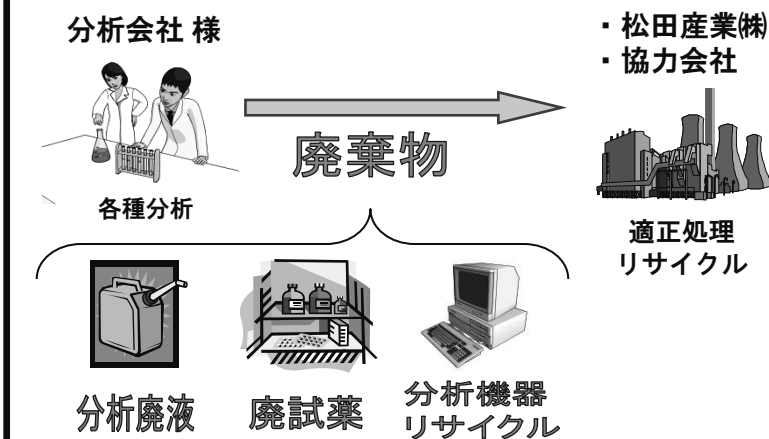 分析会社 様
各種分析
廃棄物
・松田産業㈱
・協力会社
適正処理
リサイクル
分析廃液
廃試薬
分析機器
リサイクル